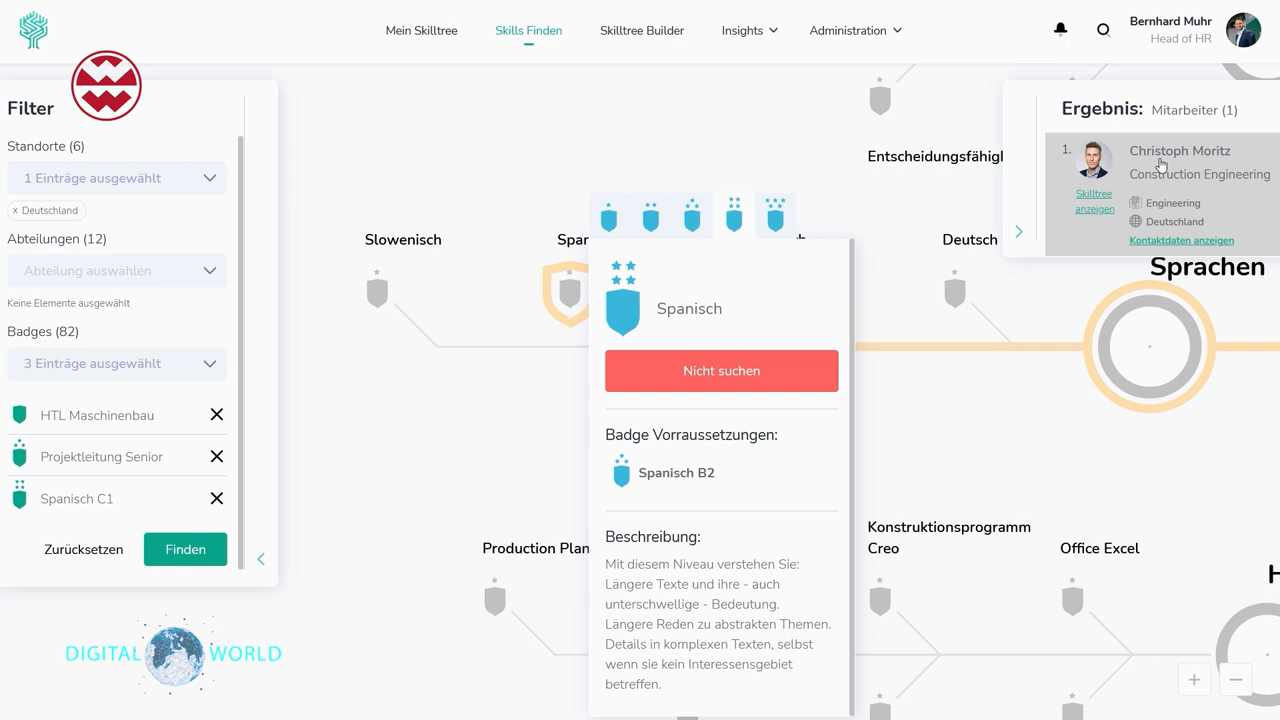 Mein Skilltree
Skills Finden
Skilltree Builder
Insights
Administration
Bernhard Muhr
Head of HR
Filter
Standorte (6)
1 Einträge ausgewählt
× Deutschland
Abteilungen (12)
Abteilung auswählen
Keine Elemente ausgewählt
Badges (82)
3 Einträge ausgewählt
HTL Maschinenbau
Projektleitung Senior
Spanisch C1
Zurücksetzen
Finden
DIGITAL WORLD
Ergebnis: Mitarbeiter (1)
1.
Christoph Moritz
Construction Engineering
Skilltree
anzeigen
Engineering
Deutschland
Kontaktdaten anzeigen
Slowenisch
Deutsch
Sprachen
Spanisch
Nicht suchen
Badge Vorraussetzungen:
Spanisch B2
Beschreibung:
Mit diesem Niveau verstehen Sie:
Längere Texte und ihre - auch
unterschwellige - Bedeutung.
Längere Reden zu abstrakten Themen.
Details in komplexen Texten, selbst
wenn sie kein Interessensgebiet
betreffen.
Production Plan
Konstruktionsprogramm
Creo
Office Excel